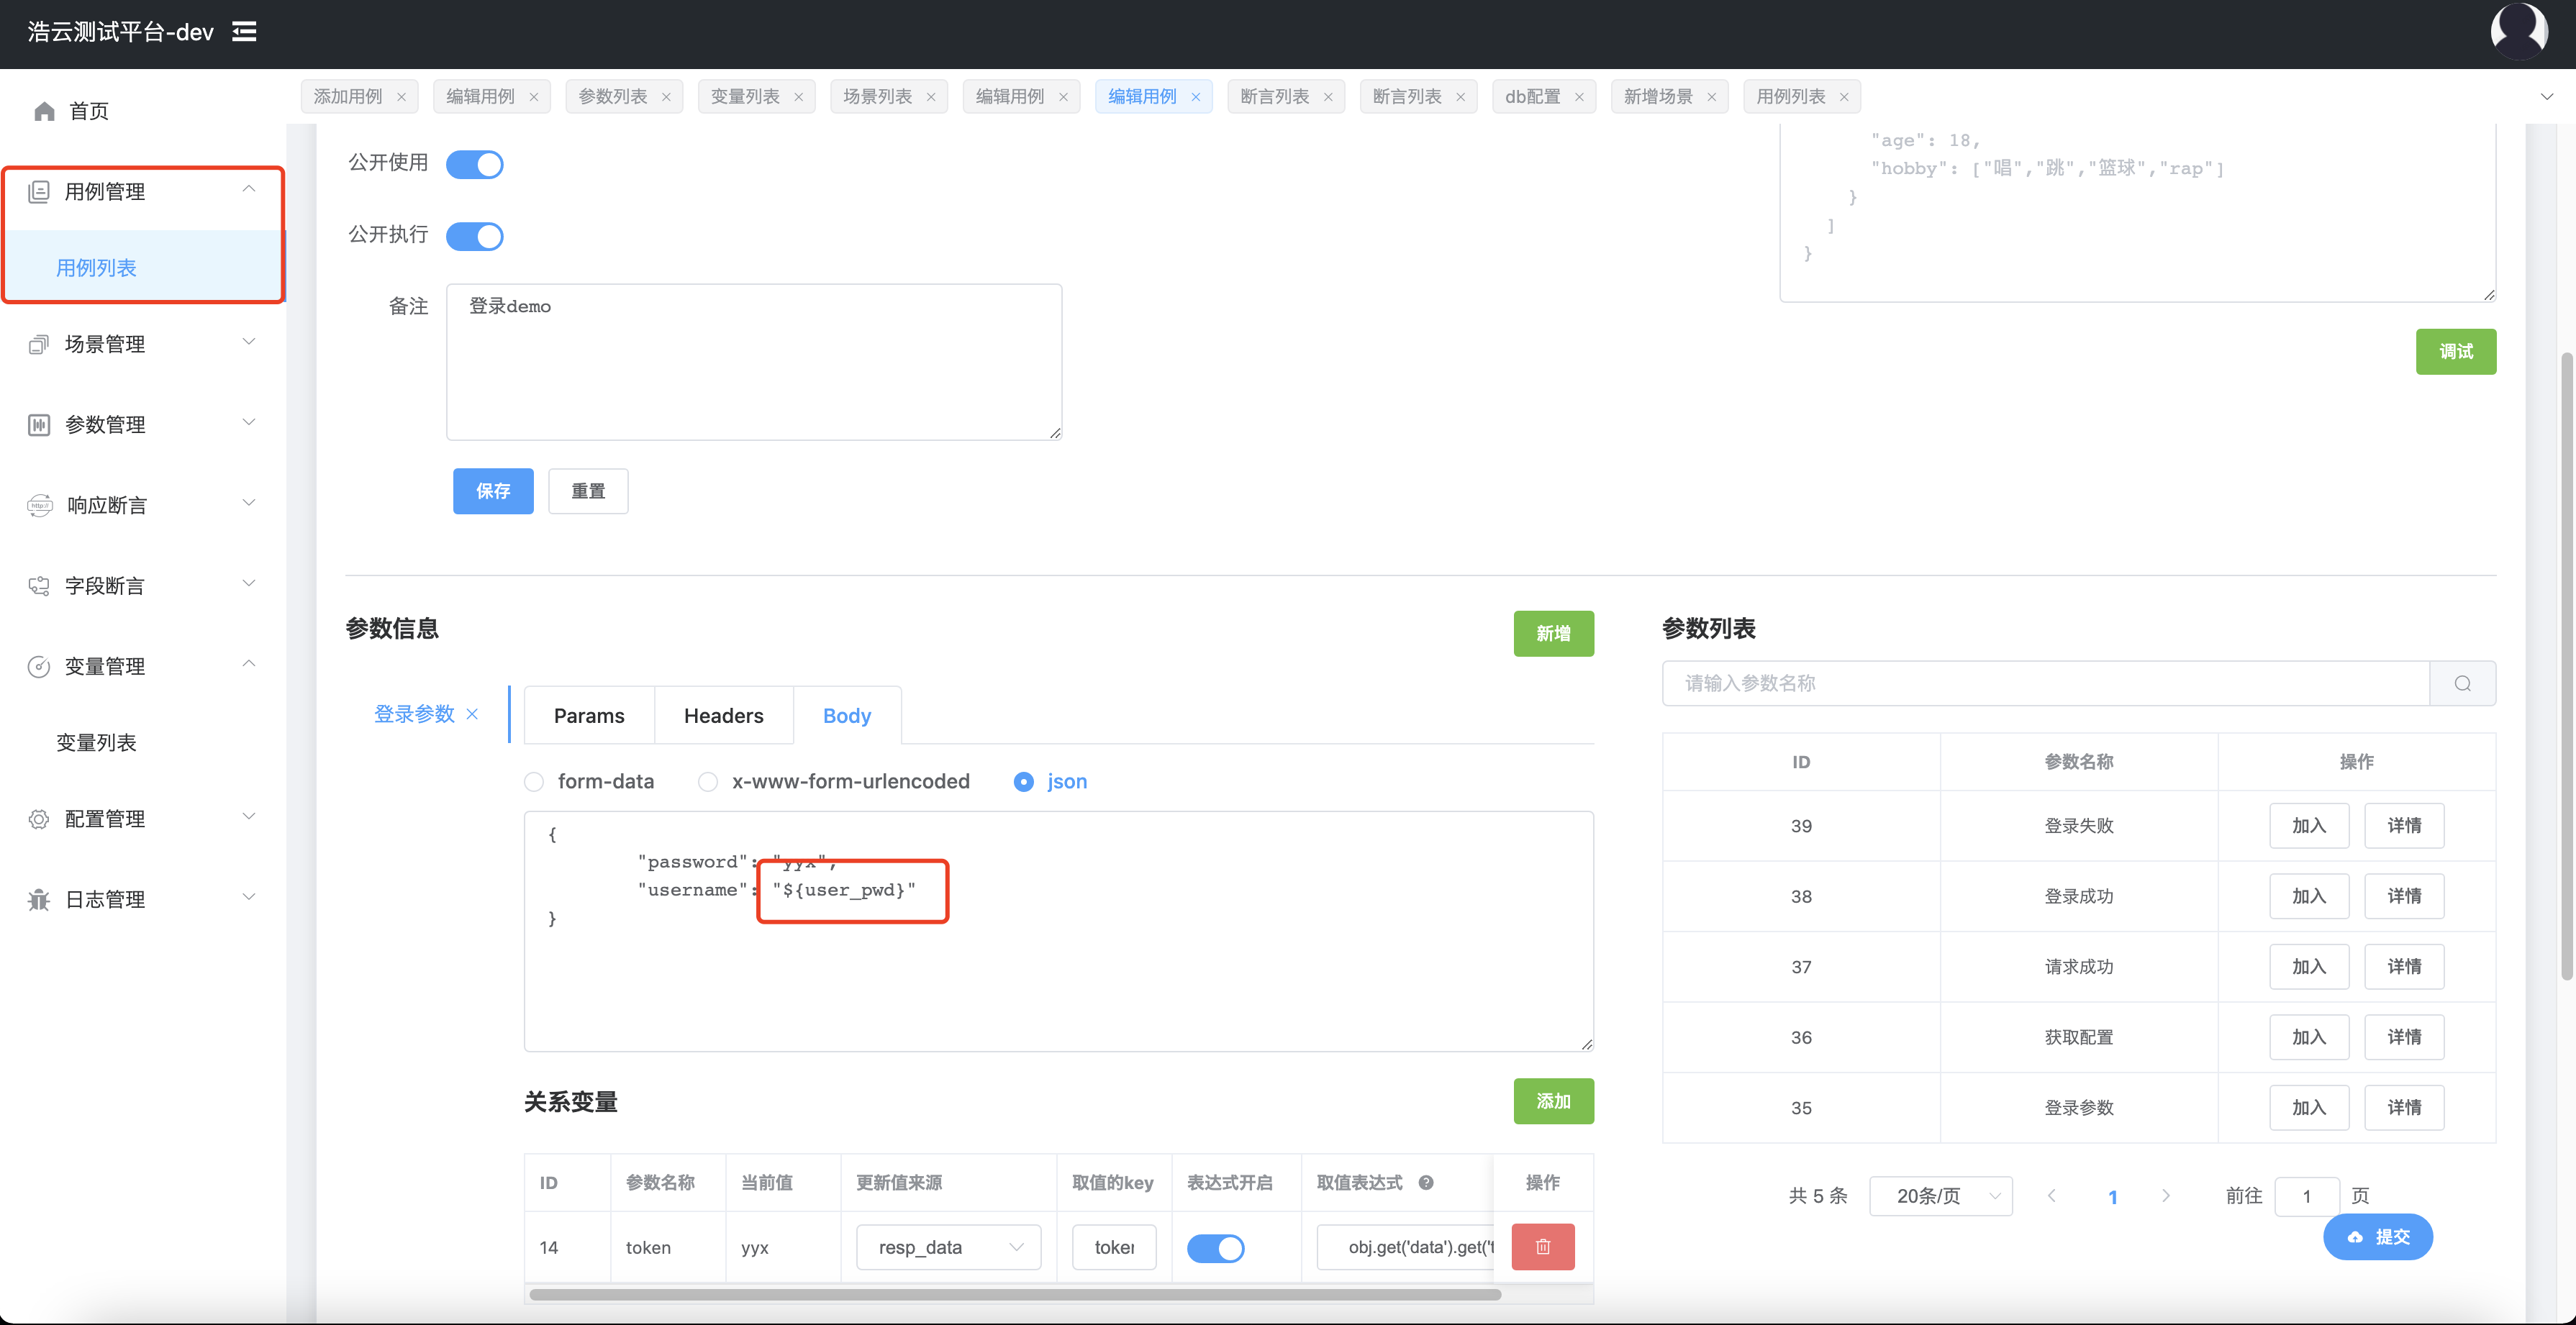 浩云测试平台-dev
首页
用例管理
用例列表
场景管理
参数管理
响应断言
字段断言
变量管理
变量列表
配置管理
日志管理
添加用例 编辑用例 参数列表 变量列表 场景列表 编辑用例 编辑用例 断言列表 断言列表 db配置 新增场景 用例列表
公开使用
公开执行
备注
登录demo
保存 重置
"age": 18,
"hobby": ["唱","跳","篮球","rap"]
}
]
}
调试
参数信息
新增
登录参数
Params Headers Body
form-data x-www-form-urlencoded json
{
"password": "yyx",
"username": "${user_pwd}"
}
关系变量
添加
ID 参数名称 当前值 更新值来源 取值的key 表达式开启 取值表达式 操作
14 token yyx resp_data token obj.get('data').get('t
参数列表
请输入参数名称
ID 参数名称 操作
39 登录失败 加入 详情
38 登录成功 加入 详情
37 请求成功 加入 详情
36 获取配置 加入 详情
35 登录参数 加入 详情
共 5 条 20条/页 1 前往 1 页
提交